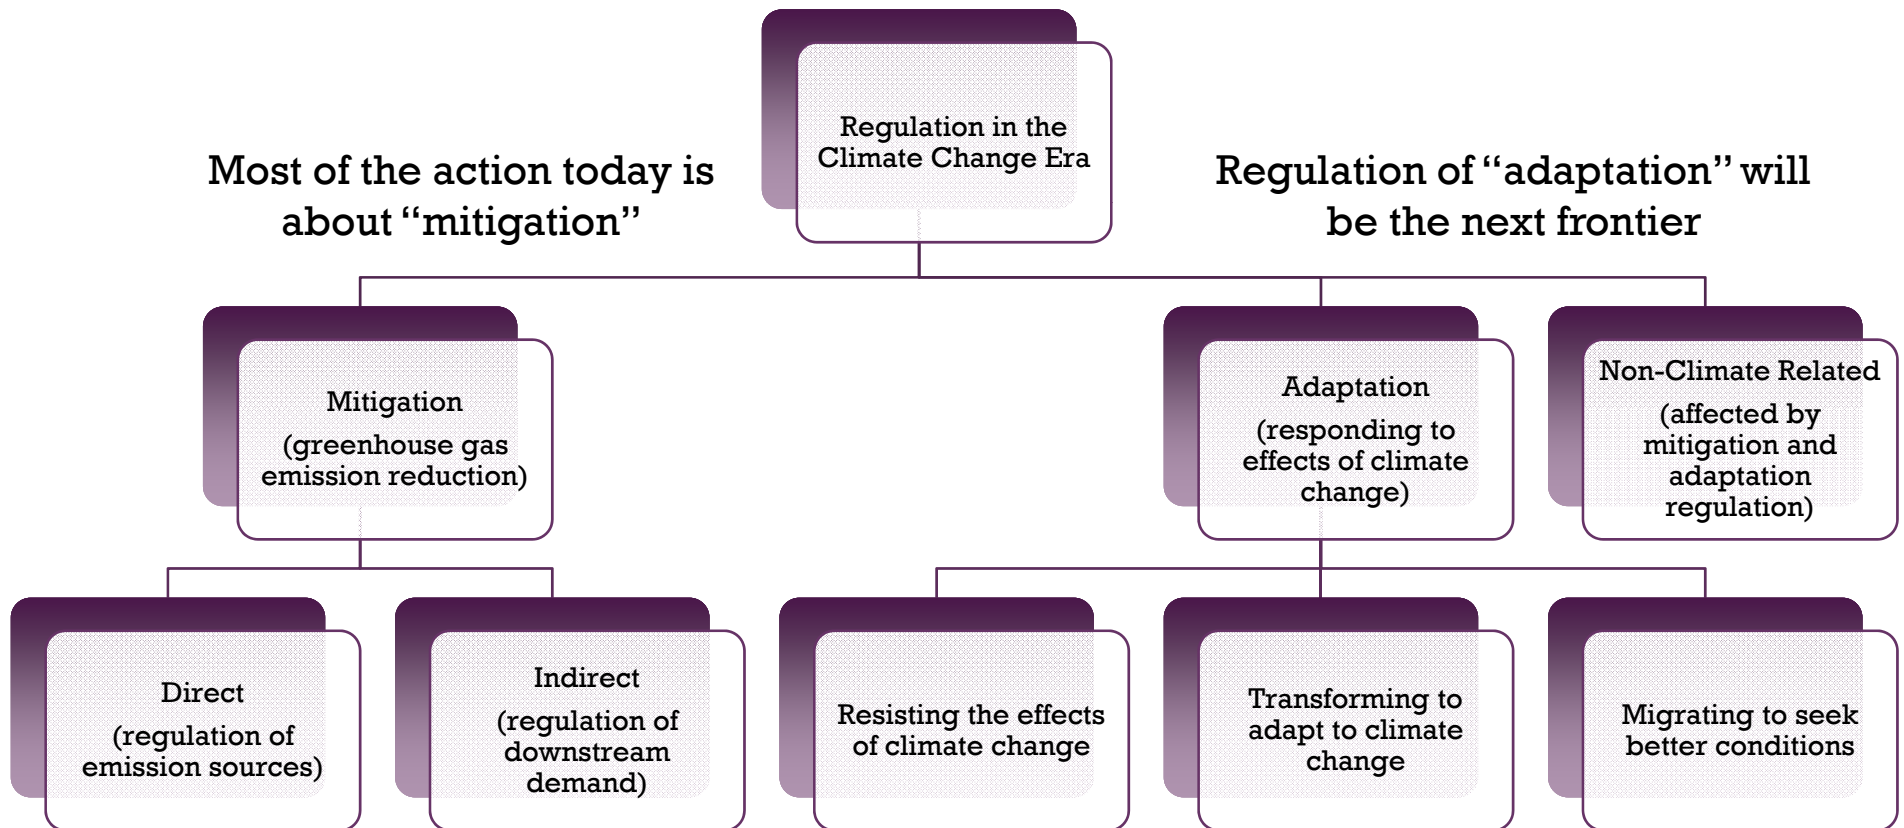 Regulation in the
Climate Change Era
Most of the action today is
about “mitigation”
Regulation of “adaptation” will
be the next frontier
Mitigation
(greenhouse gas
emission reduction)
Adaptation
(responding to
effects of climate
change)
Non-Climate Related
(affected by
mitigation and
adaptation
regulation)
Direct
(regulation of
emission sources)
Indirect
(regulation of
downstream
demand)
Resisting the effects
of climate change
Transforming to
adapt to climate
change
Migrating to seek
better conditions